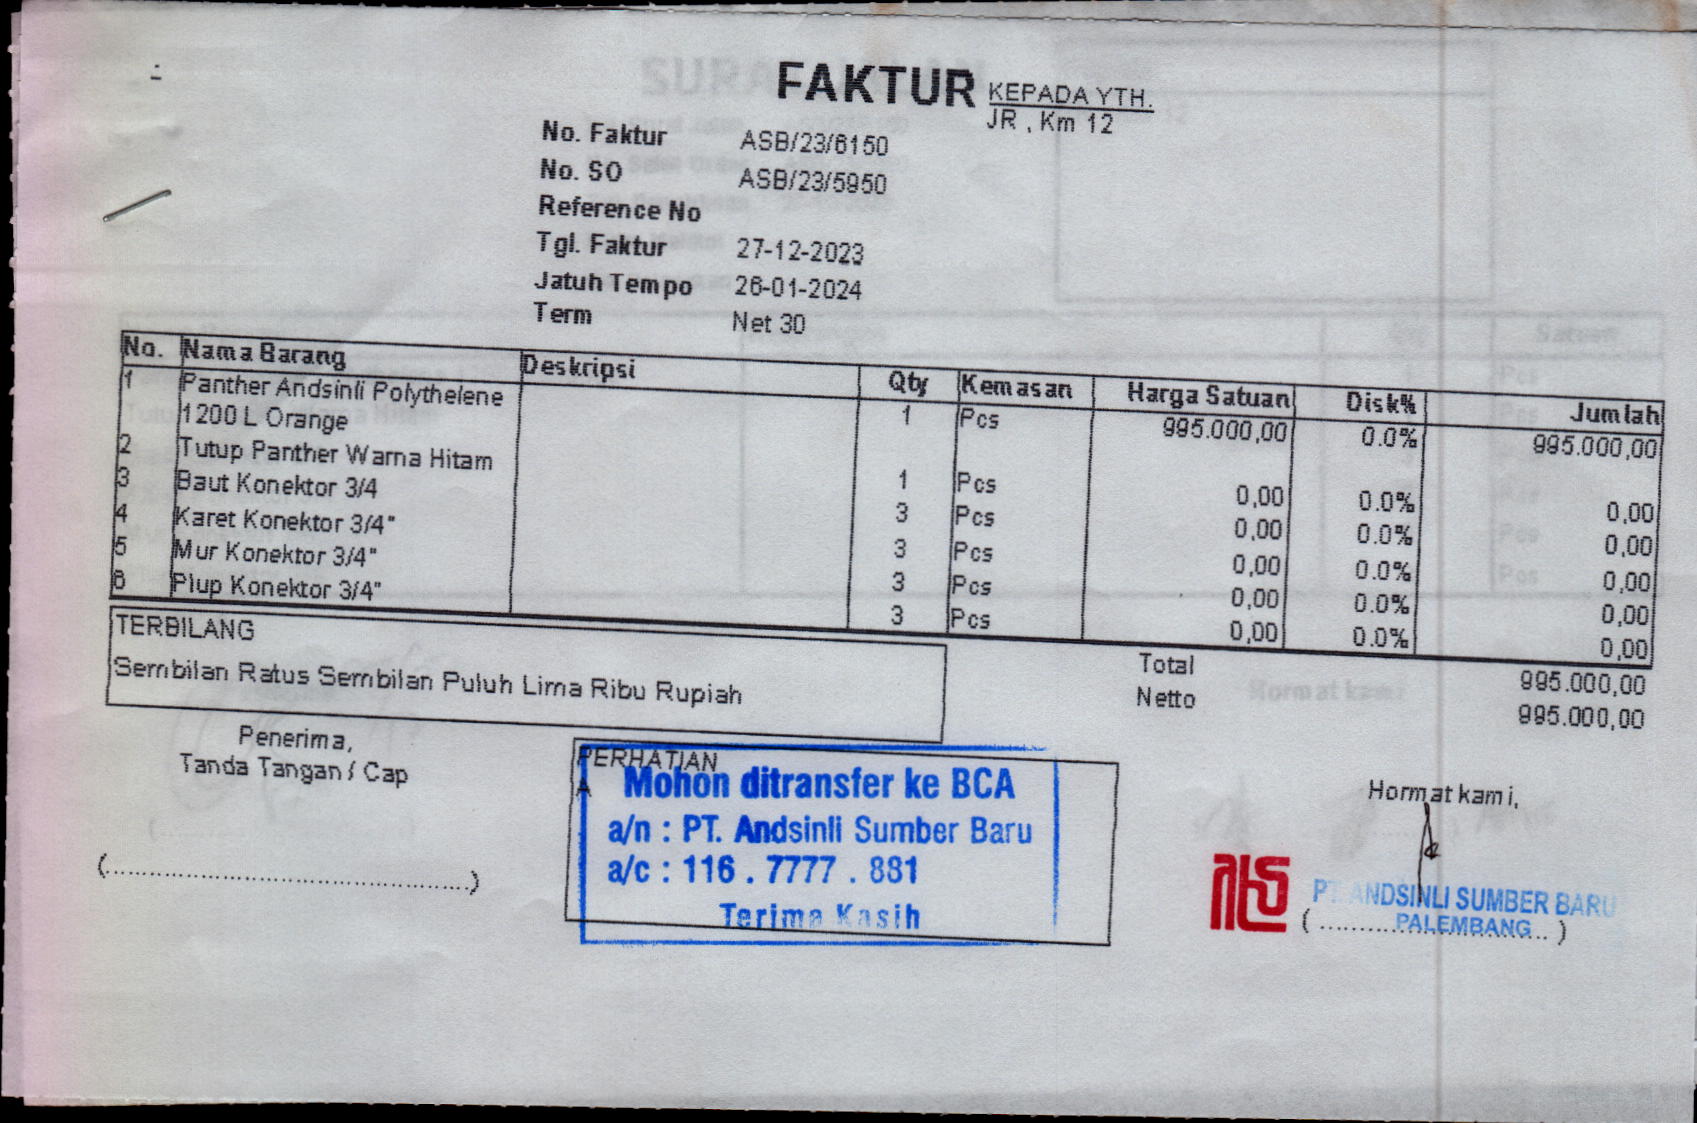 FAKTUR
KEPADA YTH.
JR , Km 12
No. Faktur ASB/23/6150
No. SO ASB/23/5950
Reference No
Tgl. Faktur 27-12-2023
Jatuh Tempo 26-01-2024
Term Net 30
No. Nama Barang Deskripsi Qty Kemasan Harga Satuan Disk% Jumlah
1 Panther Andsinli Polythelene 1 Pcs 995.000,00 0.0% 995.000,00
1200 L Orange
2 Tutup Panther Warna Hitam 1 Pcs 0,00 0.0% 0,00
3 Baut Konektor 3/4 3 Pcs 0,00 0.0% 0,00
4 Karet Konektor 3/4" 3 Pcs 0,00 0.0% 0,00
5 Mur Konektor 3/4" 3 Pcs 0,00 0.0% 0,00
6 Plup Konektor 3/4" 3 Pcs 0,00 0.0% 0,00
TERBILANG
Sembilan Ratus Sembilan Puluh Lima Ribu Rupiah
Total 995.000,00
Netto 995.000,00
Penerima,
Tanda Tangan / Cap
(................................................)
PERHATIAN
A
Mohon ditransfer ke BCA
a/n : PT. Andsinli Sumber Baru
a/c : 116 . 7777 . 881
Terima Kasih
Hormat kami,
PT. ANDSINLI SUMBER BARU
PALEMBANG